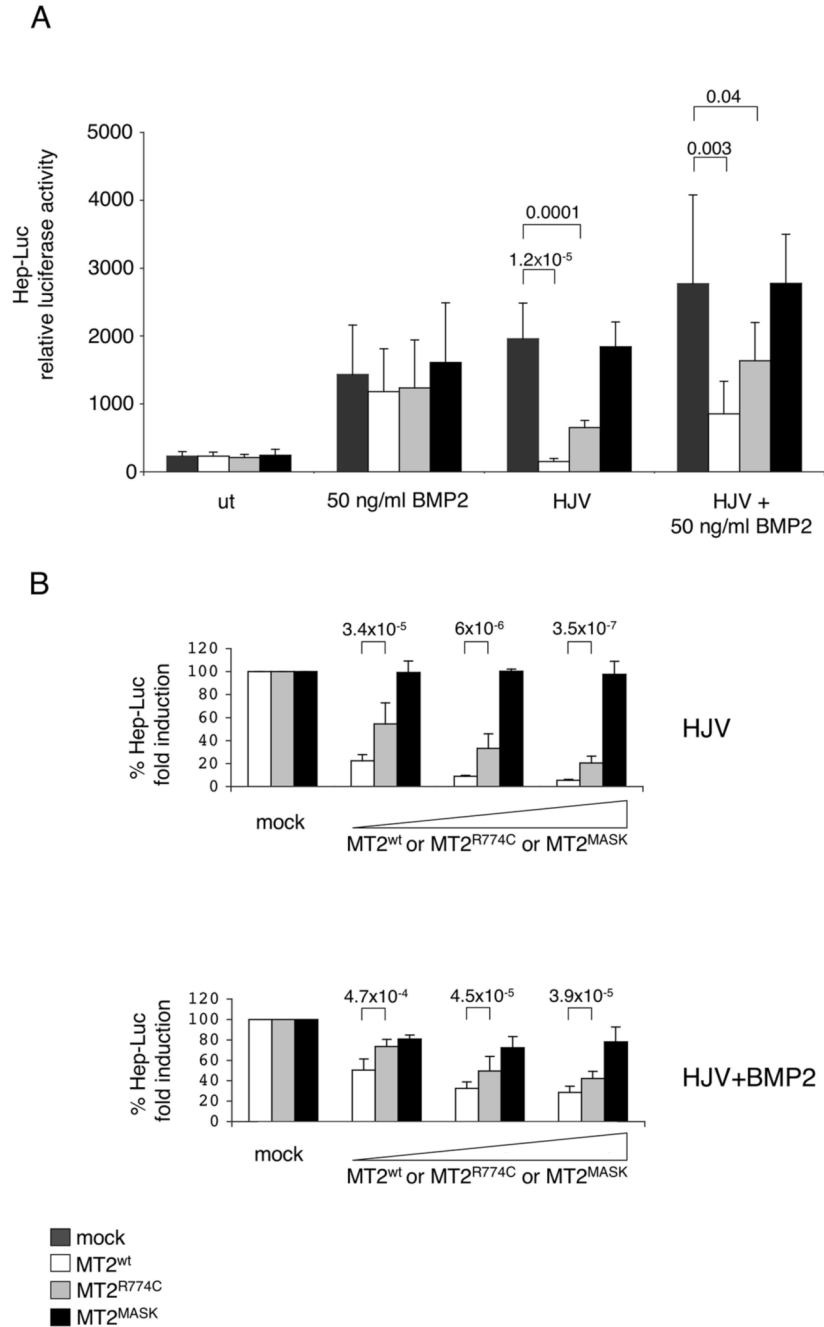 A
Hep-Luc
relative luciferase activity
5000
4000
3000
2000
1000
0
0.04
0.003
0.0001
1.2x10-5
ut
50 ng/ml BMP2
HJV
HJV +
50 ng/ml BMP2
B
% Hep-Luc
fold induction
120
100
80
60
40
20
0
3.4x10-5
6x10-6
3.5x10-7
HJV
mock
MT2wt or MT2R774C or MT2MASK
% Hep-Luc
fold induction
120
100
80
60
40
20
0
4.7x10-4
4.5x10-5
3.9x10-5
HJV+BMP2
mock
MT2wt or MT2R774C or MT2MASK
mock
MT2wt
MT2R774C
MT2MASK